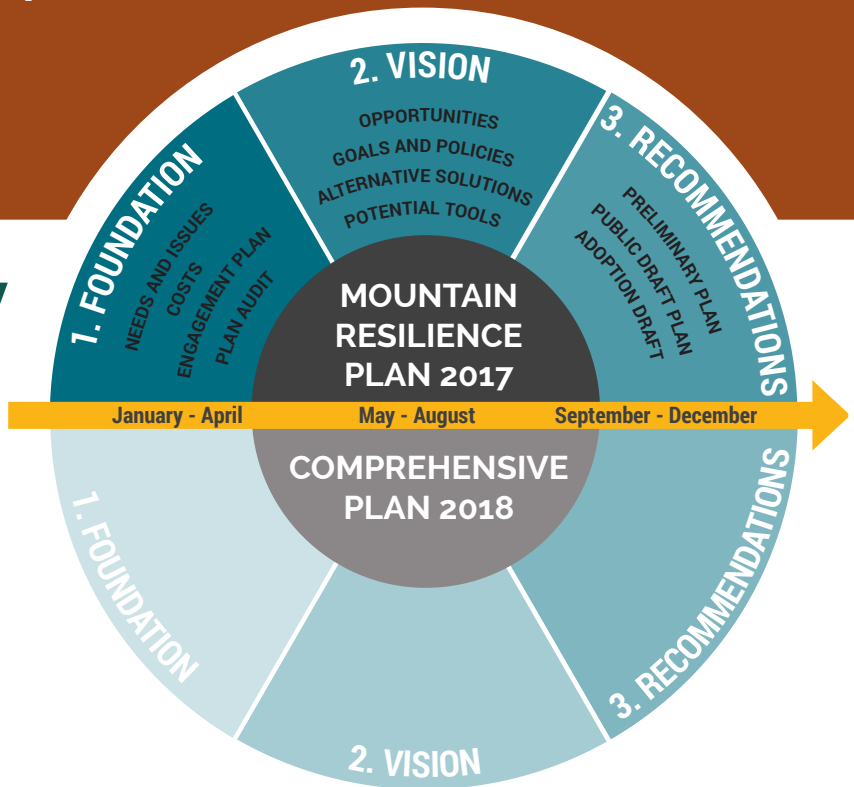 2. VISION
OPPORTUNITIES
GOALS AND POLICIES
ALTERNATIVE SOLUTIONS
POTENTIAL TOOLS
1. FOUNDATION
NEEDS AND ISSUES
COSTS
ENGAGEMENT PLAN
PLAN AUDIT
3. RECOMMENDATIONS
PRELIMINARY PLAN
PUBLIC DRAFT PLAN
ADOPTION DRAFT
MOUNTAIN
RESILIENCE
PLAN 2017
January - April
May - August
September - December
COMPREHENSIVE
PLAN 2018
1. FOUNDATION
2. VISION
3. RECOMMENDATIONS